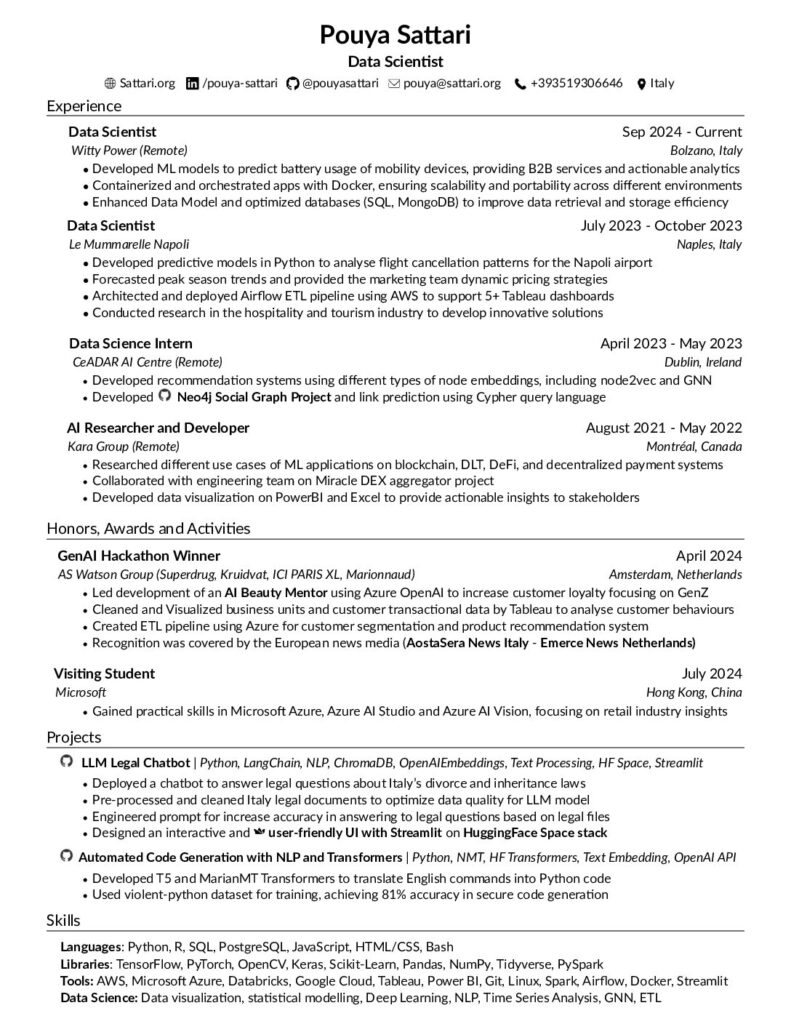 Pouya Sattari
Data Scientist
Sattari.org /pouya-sattari @pouyasattari pouya@sattari.org +393519306646 Italy
Experience
Data Scientist Sep 2024 - Current
Witty Power (Remote) Bolzano, Italy
• Developed ML models to predict battery usage of mobility devices, providing B2B services and actionable analytics
• Containerized and orchestrated apps with Docker, ensuring scalability and portability across different environments
• Enhanced Data Model and optimized databases (SQL, MongoDB) to improve data retrieval and storage efficiency
Data Scientist July 2023 - October 2023
Le Mummarelle Napoli Naples, Italy
• Developed predictive models in Python to analyse flight cancellation patterns for the Napoli airport
• Forecasted peak season trends and provided the marketing team dynamic pricing strategies
• Architected and deployed Airflow ETL pipeline using AWS to support 5+ Tableau dashboards
• Conducted research in the hospitality and tourism industry to develop innovative solutions
Data Science Intern April 2023 - May 2023
CeADAR AI Centre (Remote) Dublin, Ireland
• Developed recommendation systems using different types of node embeddings, including node2vec and GNN
• Developed Neo4j Social Graph Project and link prediction using Cypher query language
AI Researcher and Developer August 2021 - May 2022
Kara Group (Remote) Montréal, Canada
• Researched different use cases of ML applications on blockchain, DLT, DeFi, and decentralized payment systems
• Collaborated with engineering team on Miracle DEX aggregator project
• Developed data visualization on PowerBI and Excel to provide actionable insights to stakeholders
Honors, Awards and Activities
GenAI Hackathon Winner April 2024
AS Watson Group (Superdrug, Kruidvat, ICI PARIS XL, Marionnaud) Amsterdam, Netherlands
• Led development of an AI Beauty Mentor using Azure OpenAI to increase customer loyalty focusing on GenZ
• Cleaned and Visualized business units and customer transactional data by Tableau to analyse customer behaviours
• Created ETL pipeline using Azure for customer segmentation and product recommendation system
• Recognition was covered by the European news media (AostaSera News Italy - Emerce News Netherlands)
Visiting Student July 2024
Microsoft Hong Kong, China
• Gained practical skills in Microsoft Azure, Azure AI Studio and Azure AI Vision, focusing on retail industry insights
Projects
LLM Legal Chatbot | Python, LangChain, NLP, ChromaDB, OpenAIEmbeddings, Text Processing, HF Space, Streamlit
• Deployed a chatbot to answer legal questions about Italy's divorce and inheritance laws
• Pre-processed and cleaned Italy legal documents to optimize data quality for LLM model
• Engineered prompt for increase accuracy in answering to legal questions based on legal files
• Designed an interactive and user-friendly UI with Streamlit on HuggingFace Space stack
Automated Code Generation with NLP and Transformers | Python, NMT, HF Transformers, Text Embedding, OpenAI API
• Developed T5 and MarianMT Transformers to translate English commands into Python code
• Used violent-python dataset for training, achieving 81% accuracy in secure code generation
Skills
Languages: Python, R, SQL, PostgreSQL, JavaScript, HTML/CSS, Bash
Libraries: TensorFlow, PyTorch, OpenCV, Keras, Scikit-Learn, Pandas, NumPy, Tidyverse, PySpark
Tools: AWS, Microsoft Azure, Databricks, Google Cloud, Tableau, Power BI, Git, Linux, Spark, Airflow, Docker, Streamlit
Data Science: Data visualization, statistical modelling, Deep Learning, NLP, Time Series Analysis, GNN, ETL